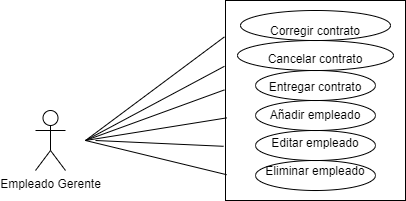 Corregir contrato
Cancelar contrato
Entregar contrato
Añadir empleado
Editar empleado
Eliminar empleado
Empleado Gerente